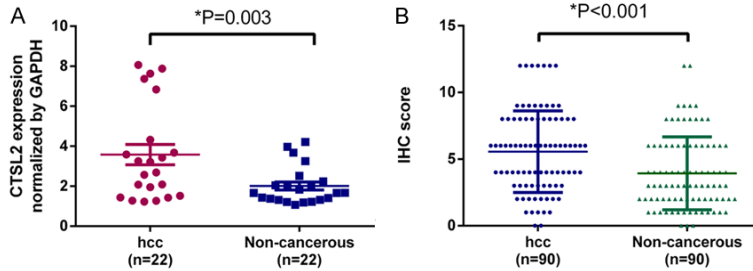 A
*P=0.003
CTSL2 expression
normalized by GAPDH
10
8
6
4
2
0
hcc
(n=22)
Non-cancerous
(n=22)
B
*P<0.001
IHC score
15
10
5
0
hcc
(n=90)
Non-cancerous
(n=90)